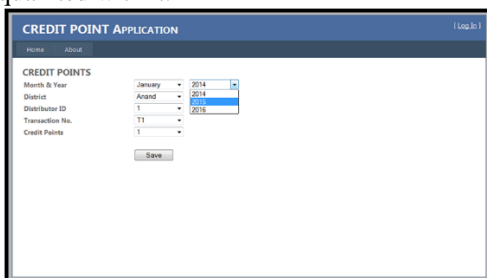 CREDIT POINT APPLICATION
[ Log In ]
Home About
CREDIT POINTS
Month & Year January 2014
2014
2015
2016
District Anand
Distributor ID 1
Transaction No. T1
Credit Points 1
Save